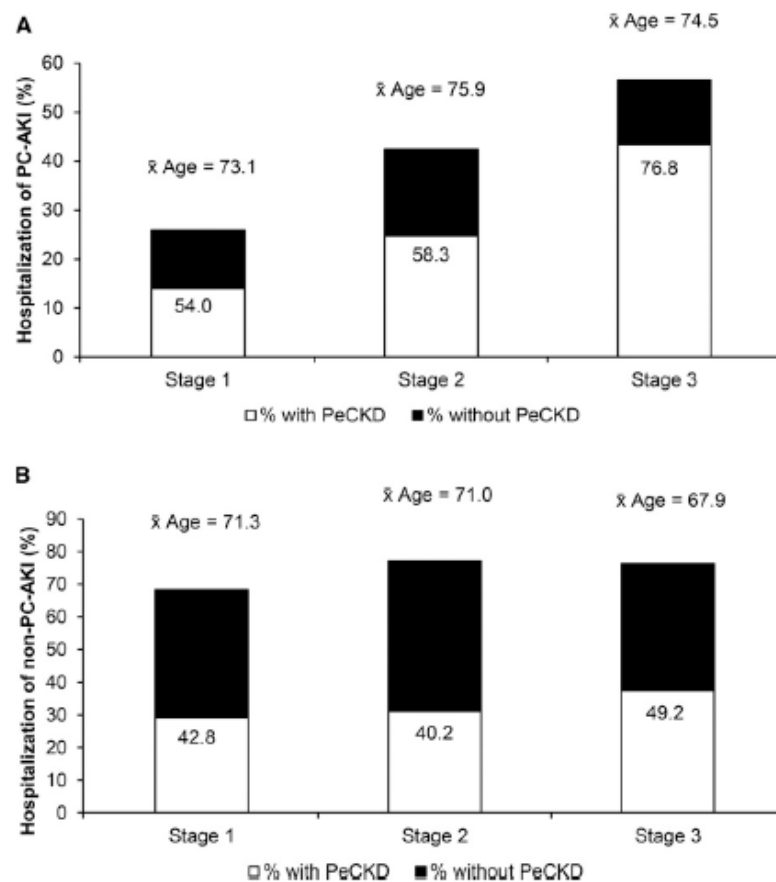 A
x̄ Age = 74.5
x̄ Age = 75.9
x̄ Age = 73.1
Hospitalization of PC-AKI (%)
60
50
40
30
20
10
0
76.8
58.3
54.0
Stage 1 Stage 2 Stage 3
□% with PeCKD ■% without PeCKD
B
x̄ Age = 71.3
x̄ Age = 71.0
x̄ Age = 67.9
Hospitalization of non-PC-AKI (%)
90
80
70
60
50
40
30
20
10
0
42.8
40.2
49.2
Stage 1 Stage 2 Stage 3
□% with PeCKD ■% without PeCKD